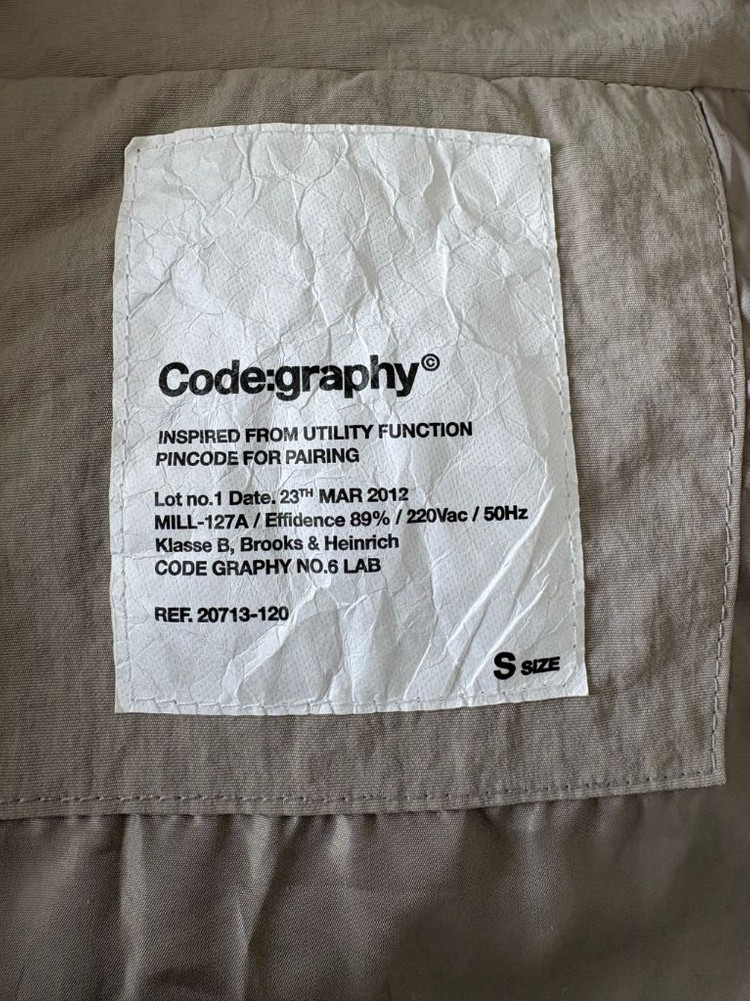 Code:graphy©
INSPIRED FROM UTILITY FUNCTION
PINCODE FOR PAIRING
Lot no.1 Date. 23TH MAR 2012
MILL-127A / Effidence 89% / 220Vac / 50Hz
Klasse B, Brooks & Heinrich
CODE GRAPHY NO.6 LAB
REF. 20713-120
S SIZE